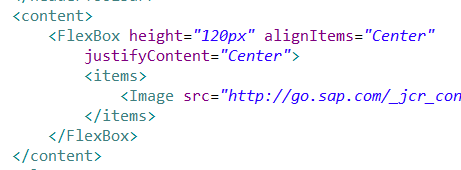 <content>
<FlexBox height="120px" alignItems="Center"
justifyContent="Center">
<items>
<Image src="http://go.sap.com/_jcr_con
</items>
</FlexBox>
</content>